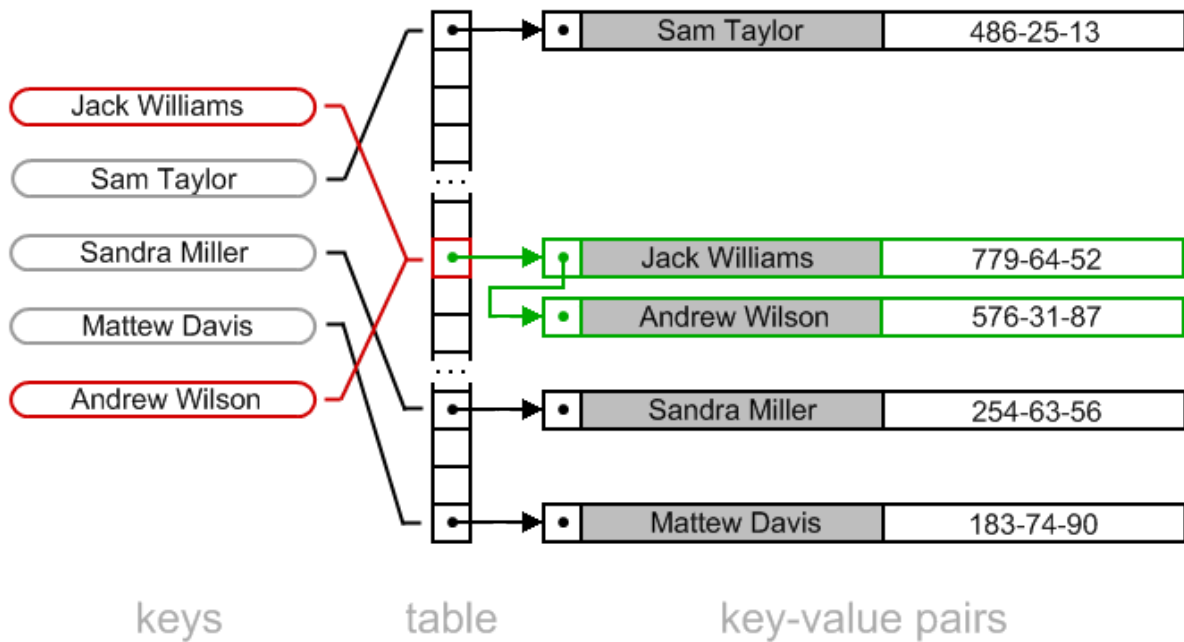 Sam Taylor 486-25-13
Jack Williams
Sam Taylor
...
Sandra Miller
Jack Williams 779-64-52
Mattew Davis
Andrew Wilson 576-31-87
...
Andrew Wilson
Sandra Miller 254-63-56
Mattew Davis 183-74-90
keys table key-value pairs